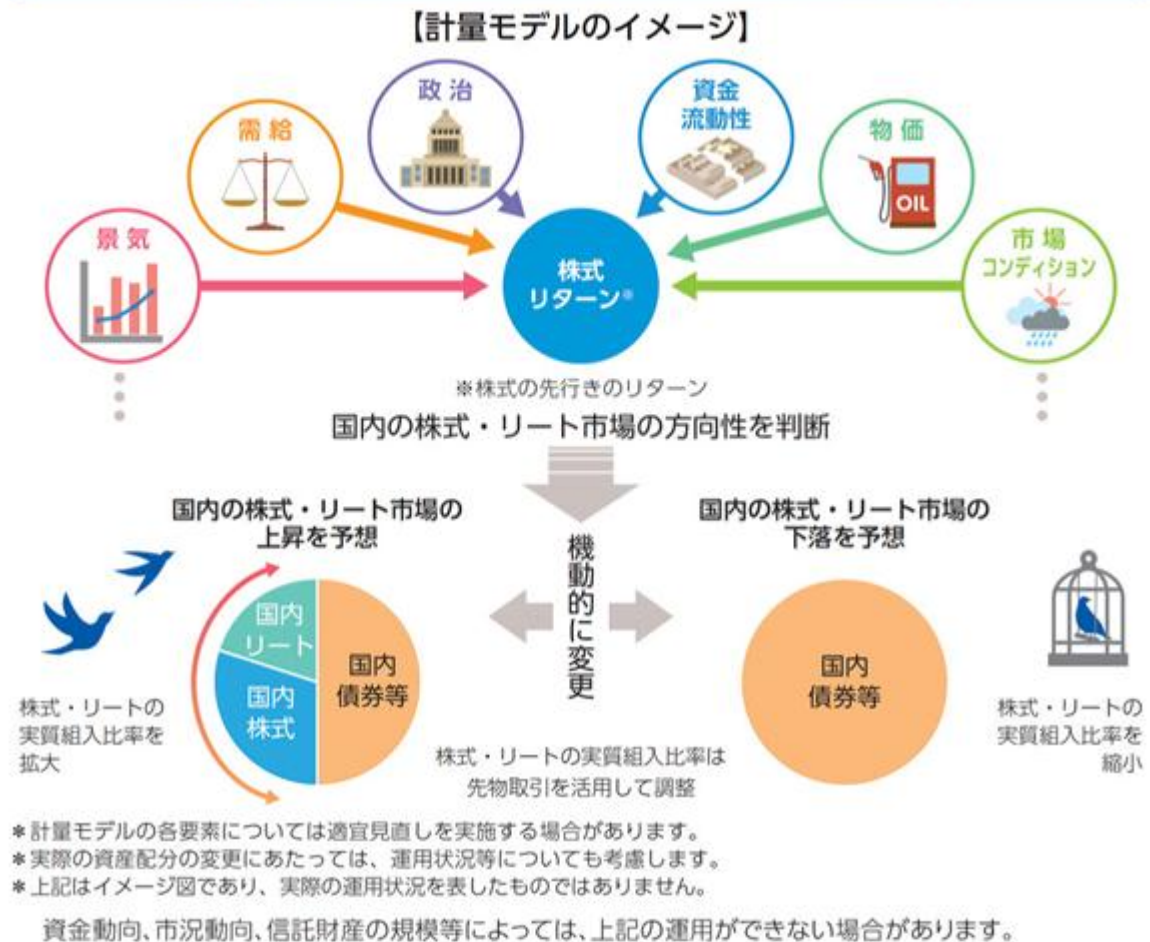 【計量モデルのイメージ】
政治
資金
流動性
需給
物価
OIL
景気
市場
コンディション
株式
リターン※
※株式の先行きのリターン
国内の株式・リート市場の方向性を判断
国内の株式・リート市場の
上昇を予想
国内の株式・リート市場の
下落を予想
機動的に変更
国内
リート
国内
株式
国内
債券等
国内
債券等
株式・リートの
実質組入比率を
拡大
株式・リートの
実質組入比率を
縮小
株式・リートの実質組入比率は
先物取引を活用して調整
＊計量モデルの各要素については適宜見直しを実施する場合があります。
＊実際の資産配分の変更にあたっては、運用状況等についても考慮します。
＊上記はイメージ図であり、実際の運用状況を表したものではありません。
資金動向、市況動向、信託財産の規模等によっては、上記の運用ができない場合があります。